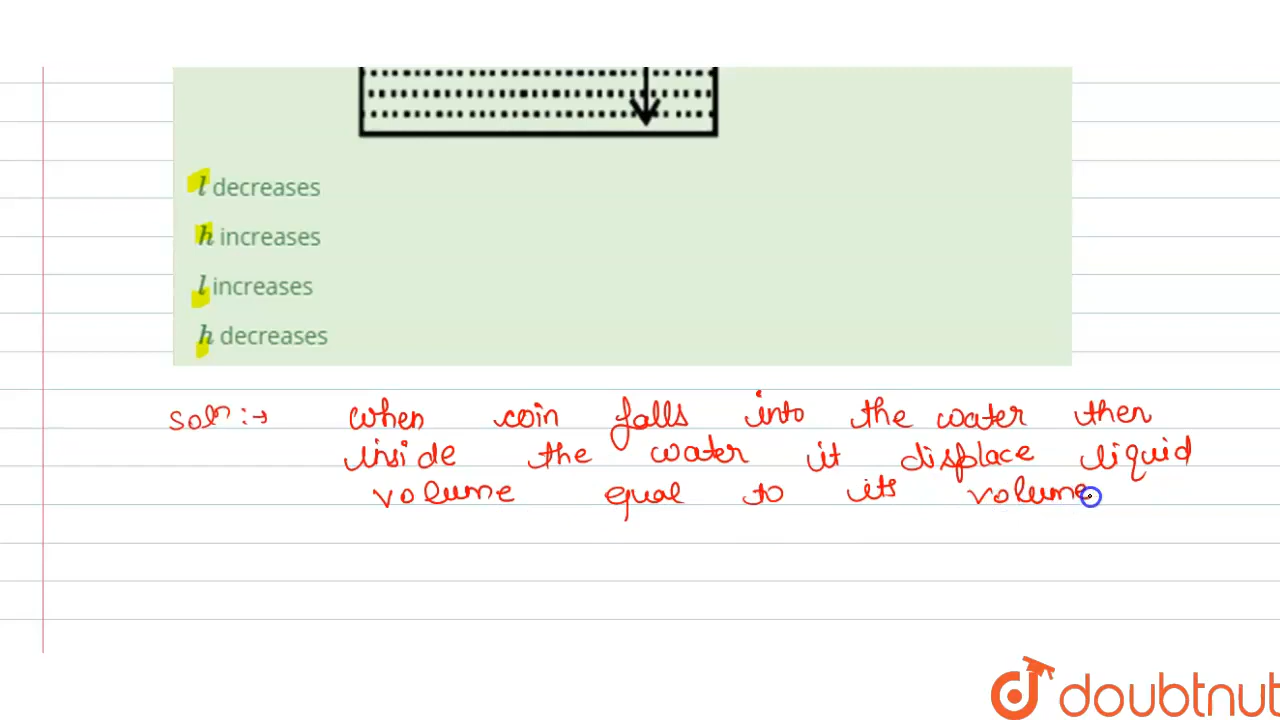 l decreases
h increases
l increases
h decreases
Soln :→ When coin falls into the water then
inside the water it displace liquid
volume equal to its volume
doubtnut